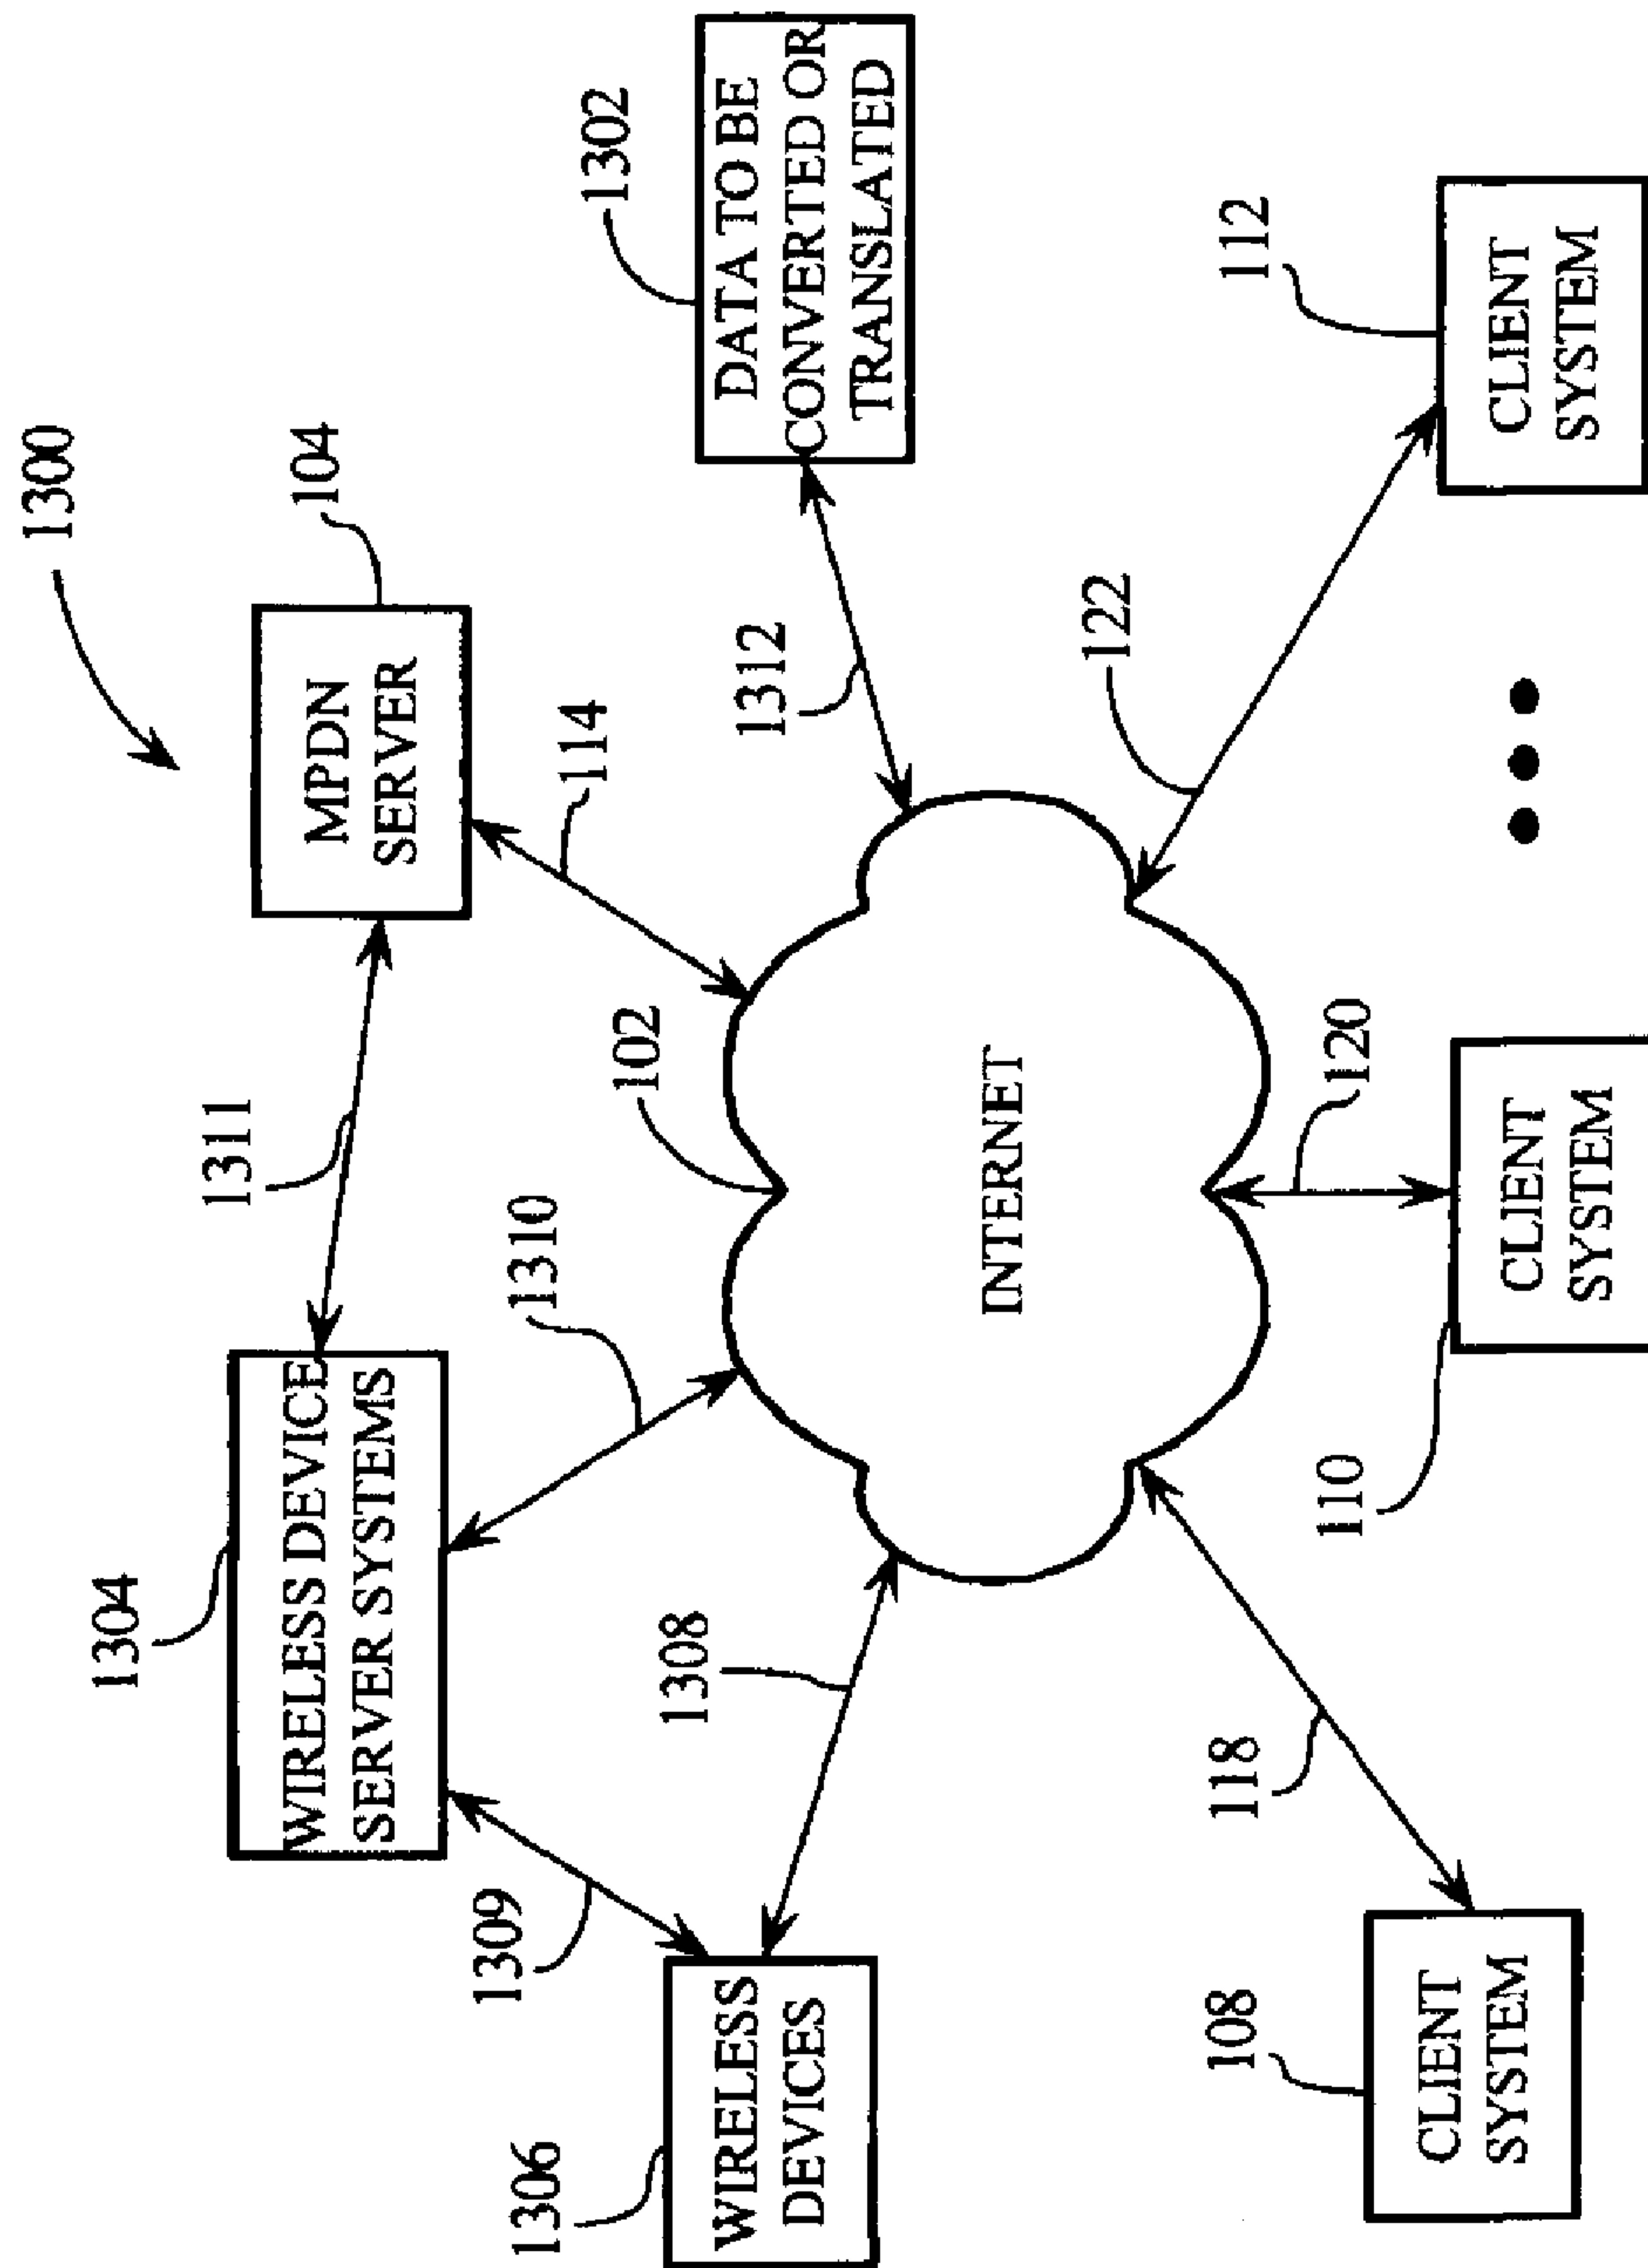 1300
1304
WIRELESS DEVICE
SERVER SYSTEMS
1311
MPDN
SERVER
104
1309
1310
114
1306
WIRELESS
DEVICES
1308
102
1312
1302
DATA TO BE
CONVERTED OR
TRANSLATED
INTERNET
118
120
122
108
CLIENT
SYSTEM
110
CLIENT
SYSTEM
112
CLIENT
SYSTEM